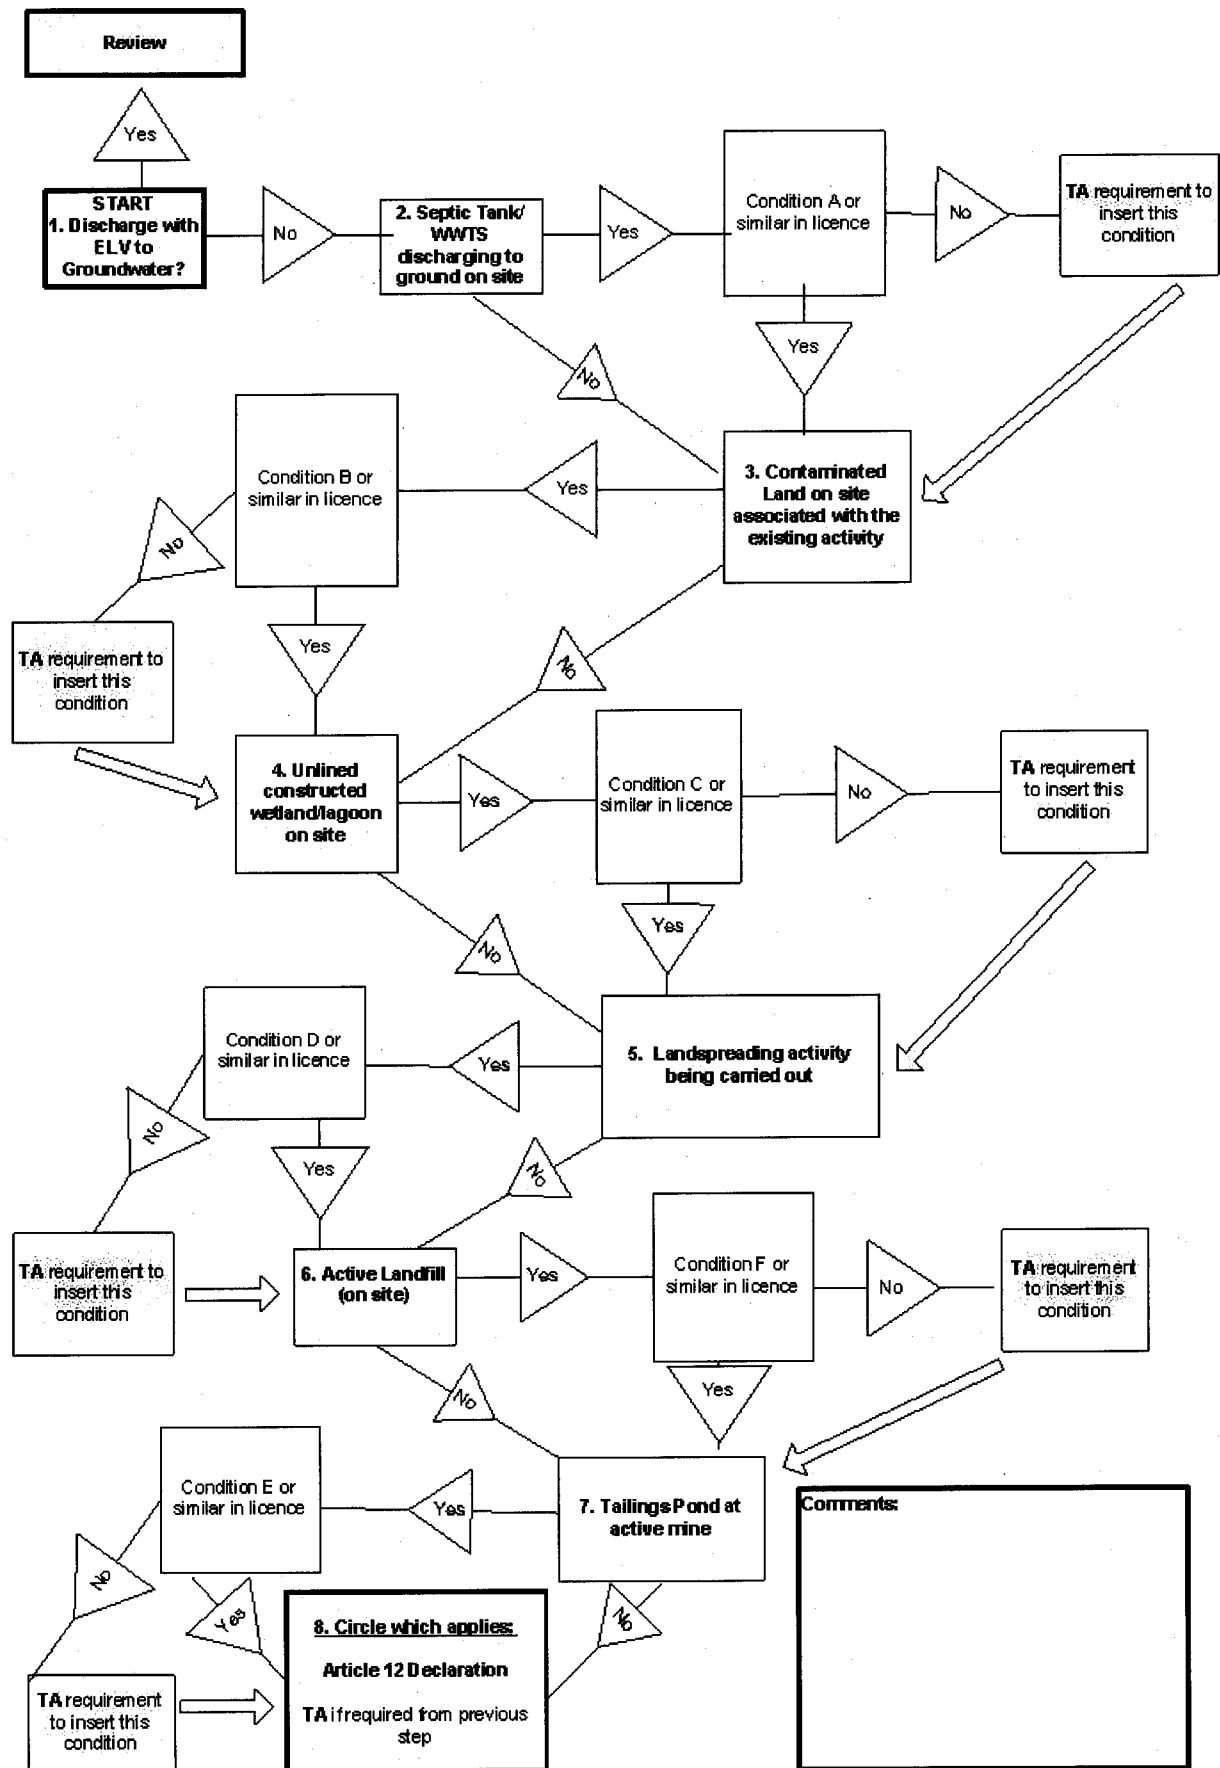 Review
Yes
START
1. Discharge with
ELV to
Groundwater?
No
2. Septic Tank/
WWTS
discharging to
ground on site
Yes
Condition A or
similar in licence
No
TA requirement to
insert this
condition
Yes
No
3. Contaminated
Land on site
associated with the
existing activity
Yes
Condition B or
similar in licence
No
TA requirement to
insert this
condition
Yes
No
4. Unlined
constructed
wetland/lagoon
on site
Yes
Condition C or
similar in licence
No
TA requirement
to insert this
condition
Yes
No
5. Landspreading activity
being carried out
Yes
Condition D or
similar in licence
No
TA requirement to
insert this
condition
Yes
No
6. Active Landfill
(on site)
Yes
Condition F or
similar in licence
No
TA requirement
to insert this
condition
Yes
No
7. Tailings Pond at
active mine
Yes
Condition E or
similar in licence
No
TA requirement
to insert this
condition
Yes
No
8. Circle which applies:
Article 12 Declaration
TA if required from previous
step
Comments: